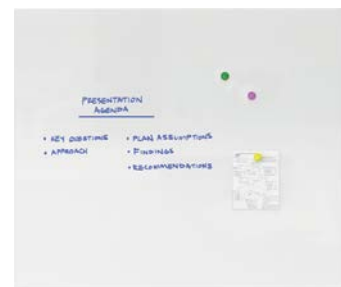 PRESENTATION
AGENDA
• KEY QUESTIONS
• APPROACH
• PLAN ASSUMPTIONS
• FINDINGS
• RECOMMENDATIONS